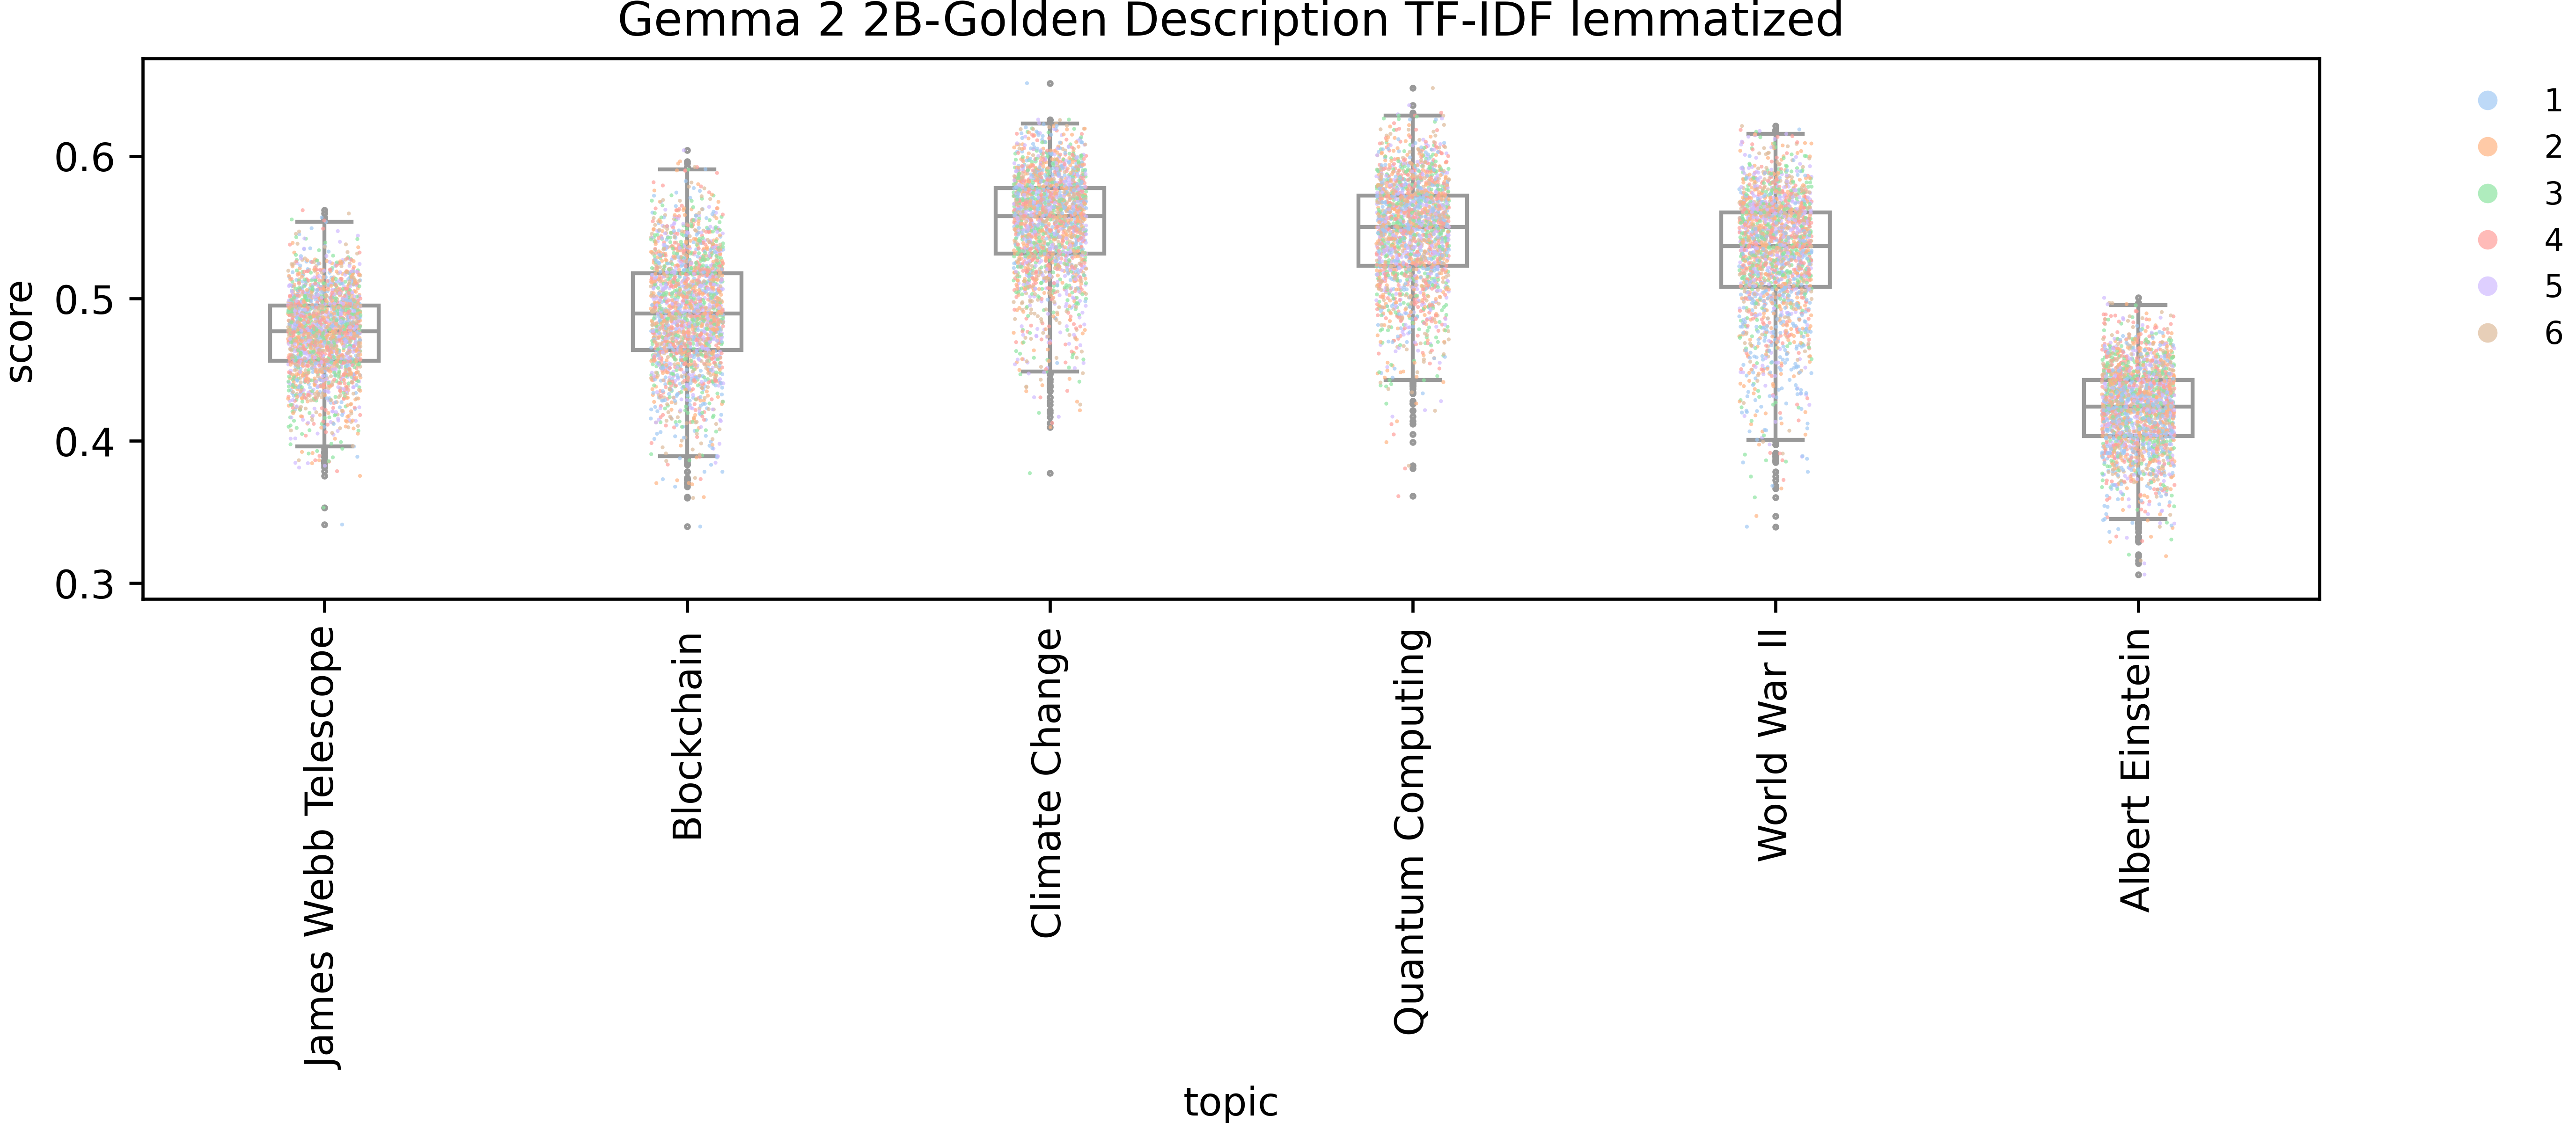 Gemma 2 2B-Golden Description TF-IDF lemmatized
score
0.6
0.5
0.4
0.3
James Webb Telescope
Blockchain
Climate Change
Quantum Computing
World War II
Albert Einstein
topic
1
2
3
4
5
6